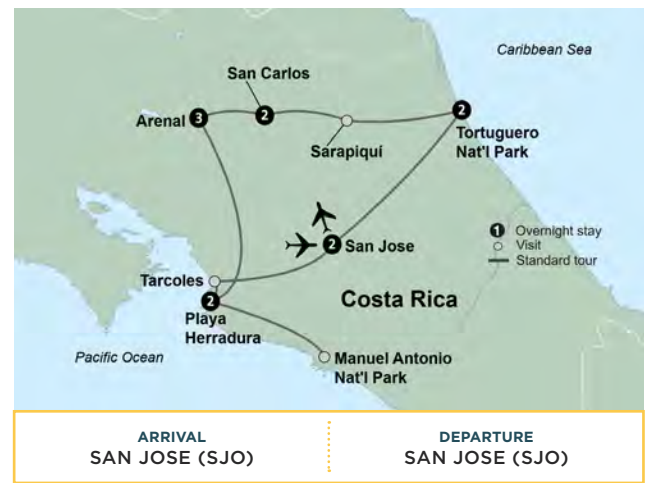 Caribbean Sea
San Carlos
2
Arenal
3
2
Sarapiquí
Tortuguero
Nat'l Park
1 Overnight stay
Visit
Standard tour
2 San Jose
Tarcoles
2
Playa
Herradura
Costa Rica
Pacific Ocean
Manuel Antonio
Nat'l Park
ARRIVAL
SAN JOSE (SJO)
DEPARTURE
SAN JOSE (SJO)